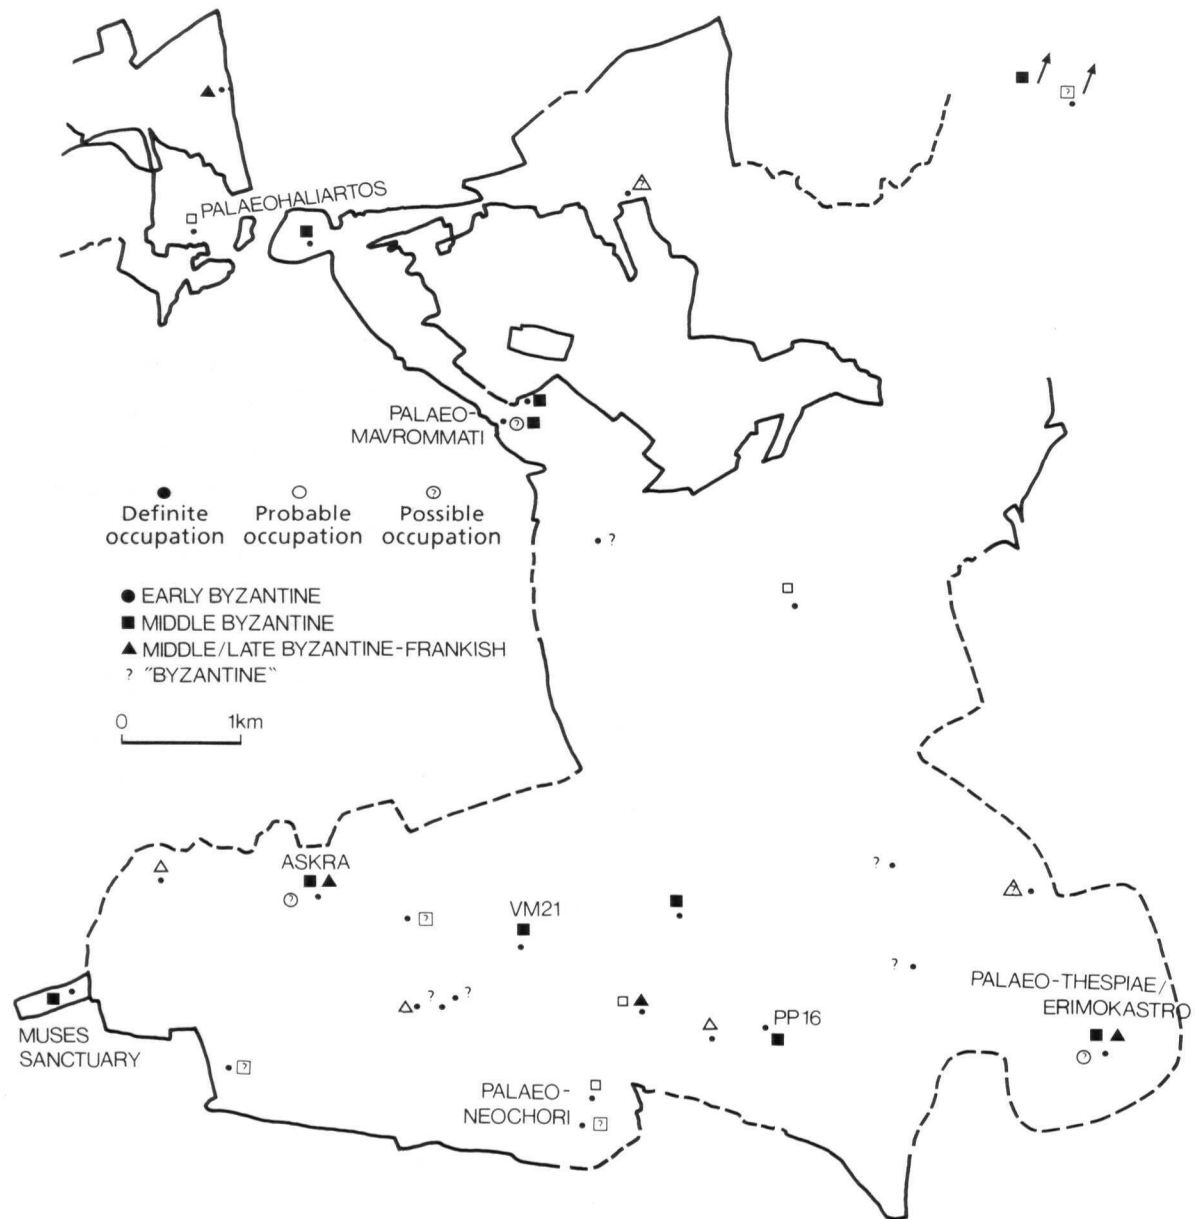 PALAEOHALIARTOS
PALAEO-
MAVROMMATI
Definite
occupation
Probable
occupation
?
Possible
occupation
EARLY BYZANTINE
MIDDLE BYZANTINE
MIDDLE/LATE BYZANTINE-FRANKISH
? "BYZANTINE"
0 1km
ASKRA
VM21
MUSES
SANCTUARY
PALAEO-THESPIAE/
ERIMOKASTRO
PP16
PALAEO-
NEOCHORI